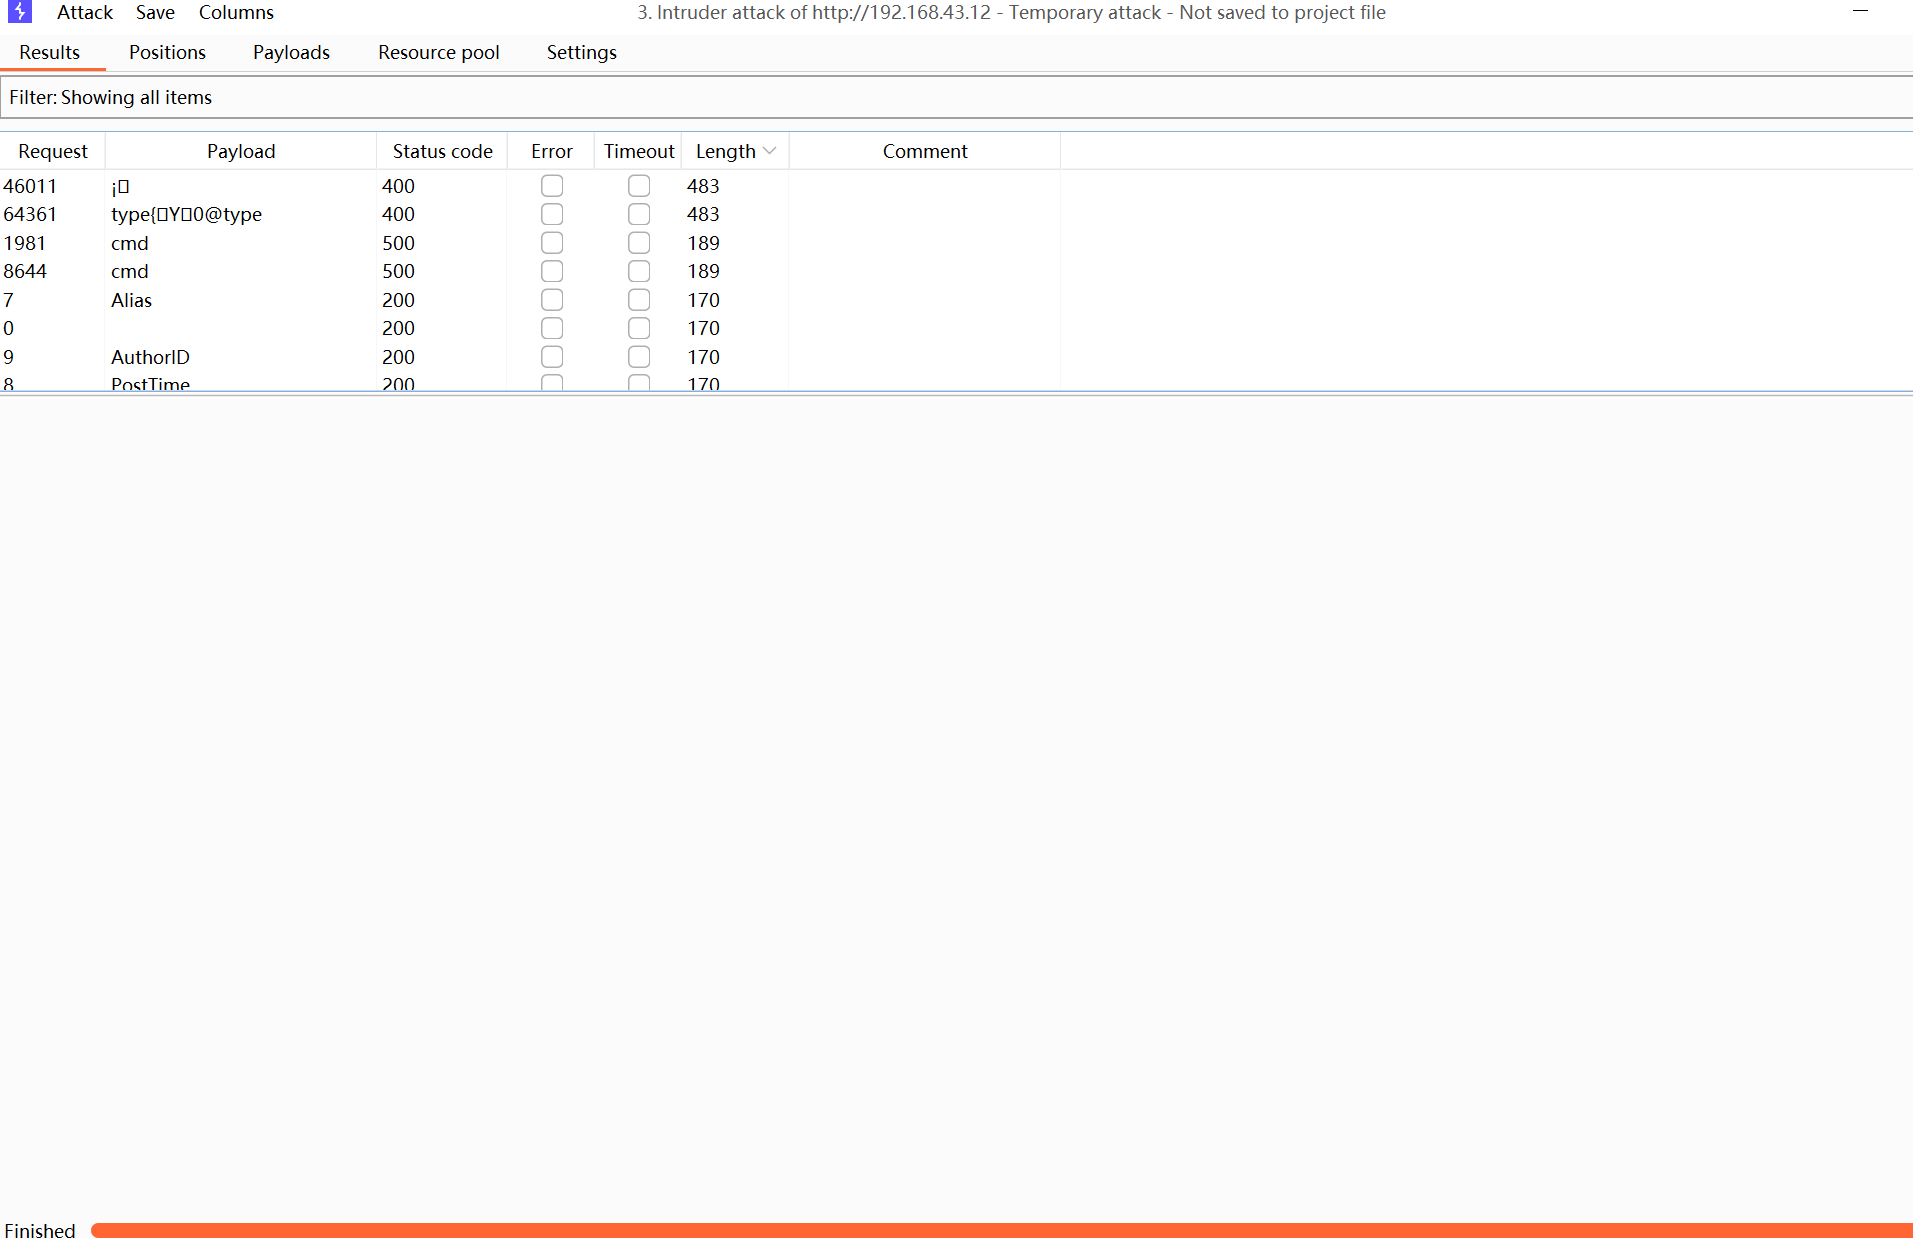 Attack Save Columns 3. Intruder attack of http://192.168.43.12 - Temporary attack - Not saved to project file
Results Positions Payloads Resource pool Settings
Filter: Showing all items
Request Payload Status code Error Timeout Length Comment
46011 ¡▯ 400 483
64361 type{▯Y▯0@type 400 483
1981 cmd 500 189
8644 cmd 500 189
7 Alias 200 170
0 200 170
9 AuthorID 200 170
8 PostTime 200 170
Finished